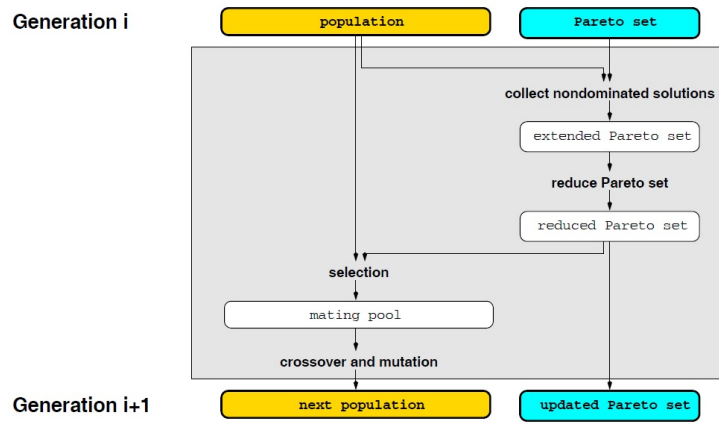 Generation i
population
Pareto set
collect nondominated solutions
extended Pareto set
reduce Pareto set
reduced Pareto set
selection
mating pool
crossover and mutation
Generation i+1
next population
updated Pareto set